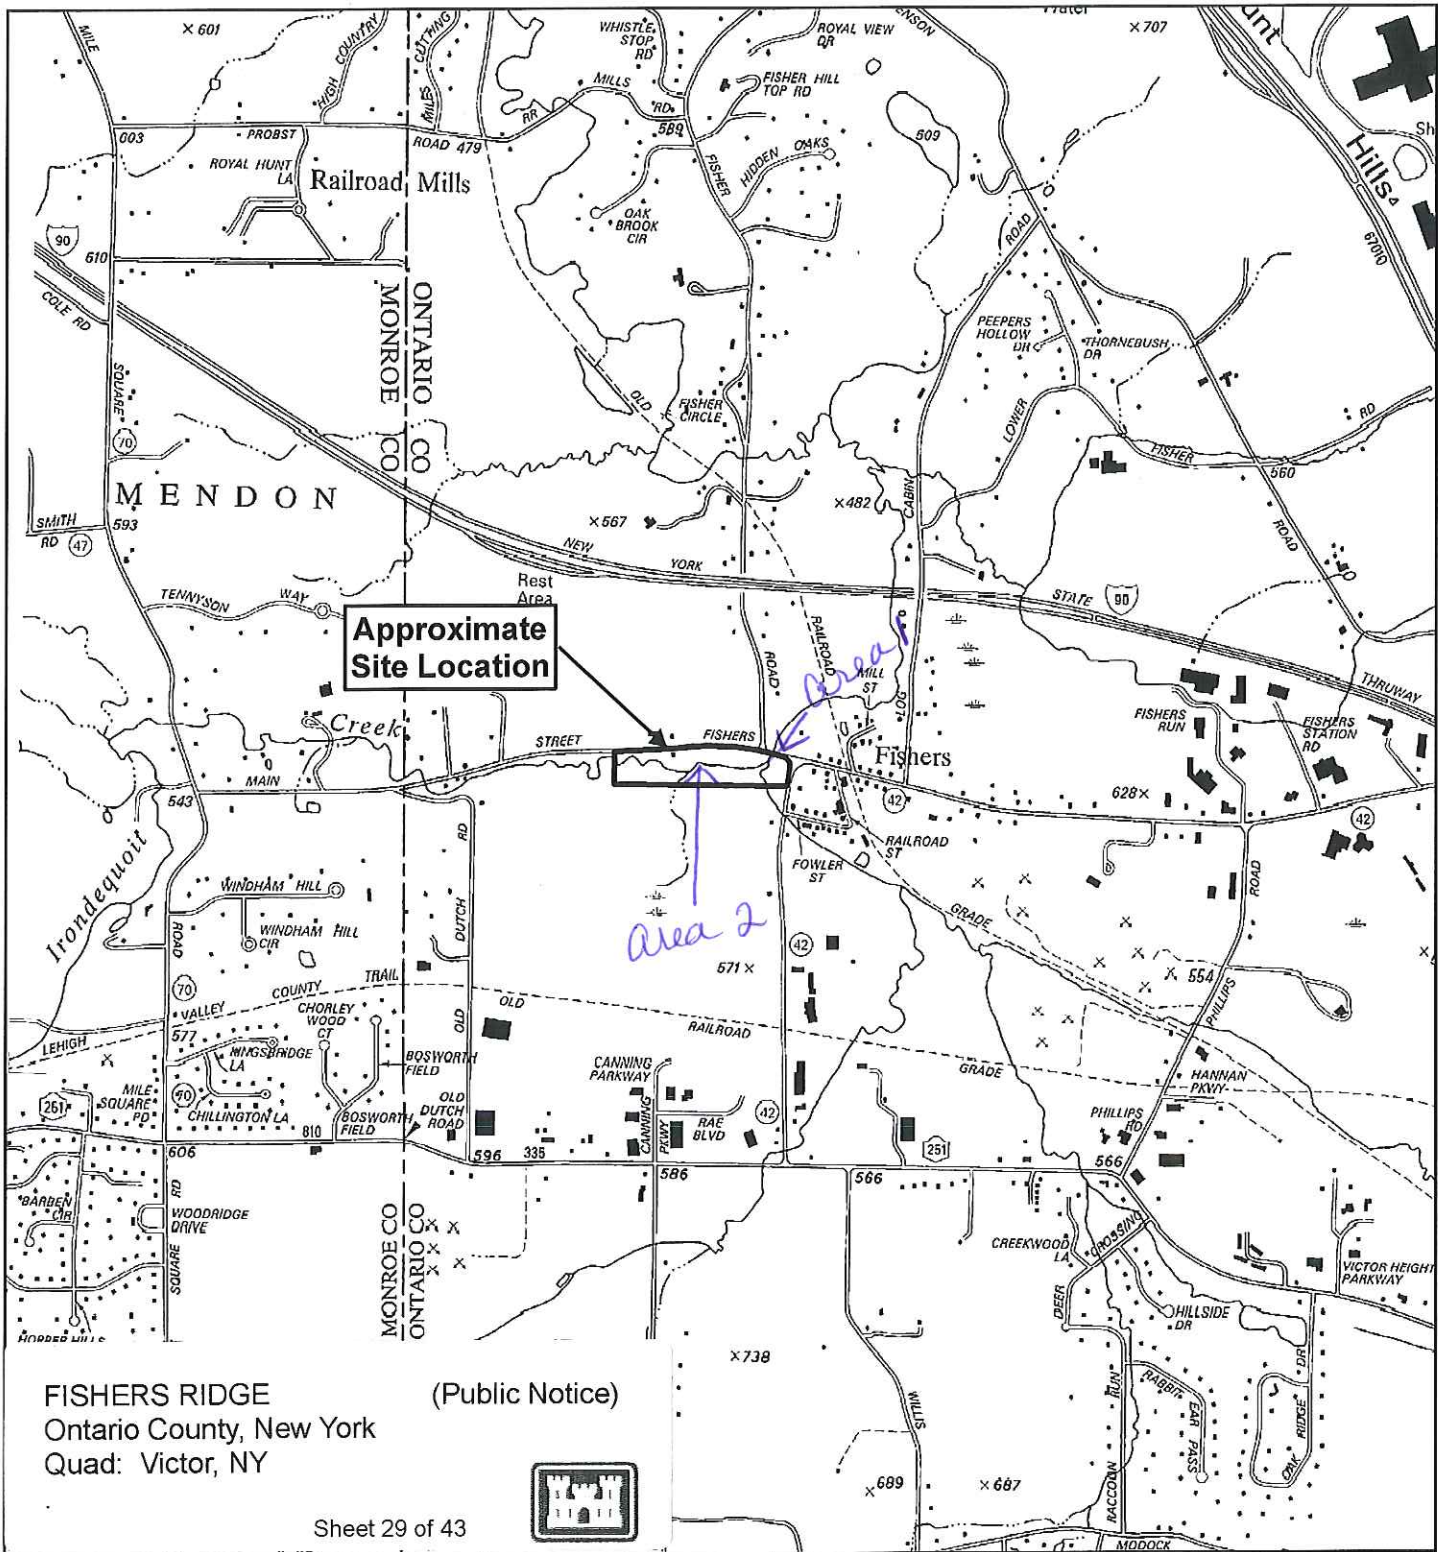 MILE
×601
HIGH COUNTRY
MILES CUTTING
WHISTLE
STOP
RD
ROYAL VIEW
DR
×707
603
PROBST
ROAD 479
RR
MILLS
RD
589
FISHER HILL
TOP RD
ROYAL HUNT
LA
Railroad Mills
FISHER
HIDDEN OAKS
OAK
BROOK
CIR
509
ROAD
Hills
90
610
COLE RD
ONTARIO CO
MONROE CO
SQUARE
70
PEEPERS
HOLLOW
DR
THORNEBUSH
DR
OLD
FISHER
CIRCLE
LOWER
FISHER
RD
560
ROAD
MENDON
SMITH
RD
47
593
×567
×482
CABIN
NEW
YORK
STATE
90
THRUWAY
Rest
Area
TENNYSON WAY
Approximate
Site Location
ROAD
RAILROAD
Area 1
MILL
ST
LOG
FISHERS
RUN
FISHERS
STATION
RD
Creek
STREET
FISHERS
Fishers
MAIN
543
42
628×
42
RD
RAILROAD
ST
FOWLER
ST
Irondequoit
WINDHAM HILL
WINDHAM HILL
CIR
ROAD
DUTCH
GRADE
ROAD
Area 2
42
571×
554
70
VALLEY
COUNTY
TRAIL
577
LEHIGH
CHORLEY
WOOD
CT
OLD
OLD
RAILROAD
GRADE
PHILLIPS
KINGSBRIDGE
LA
BOSWORTH
FIELD
CANNING
PARKWAY
HANNAN
PKWY
251
MILE
SQUARE
RD
70
CHILLINGTON LA
BOSWORTH
FIELD
OLD
DUTCH
ROAD
CANNING
PKWY
RAE
BLVD
42
PHILLIPS
RD
810
606
596
335
586
566
251
566
BARBEN
CIR
RD
WOODRIDGE
DRIVE
SQUARE
MONROE CO
ONTARIO CO
CREEKWOOD
LA
CROSSING
DEER
VICTOR HEIGHT
PARKWAY
HILLSIDE
DR
×738
RUN
RABBIT
EAR
PASS
DR
RIDGE
OAK
WILLIS
×689
×687
RACCOON
MODOCK
FISHERS RIDGE (Public Notice)
Ontario County, New York
Quad: Victor, NY
Sheet 29 of 43